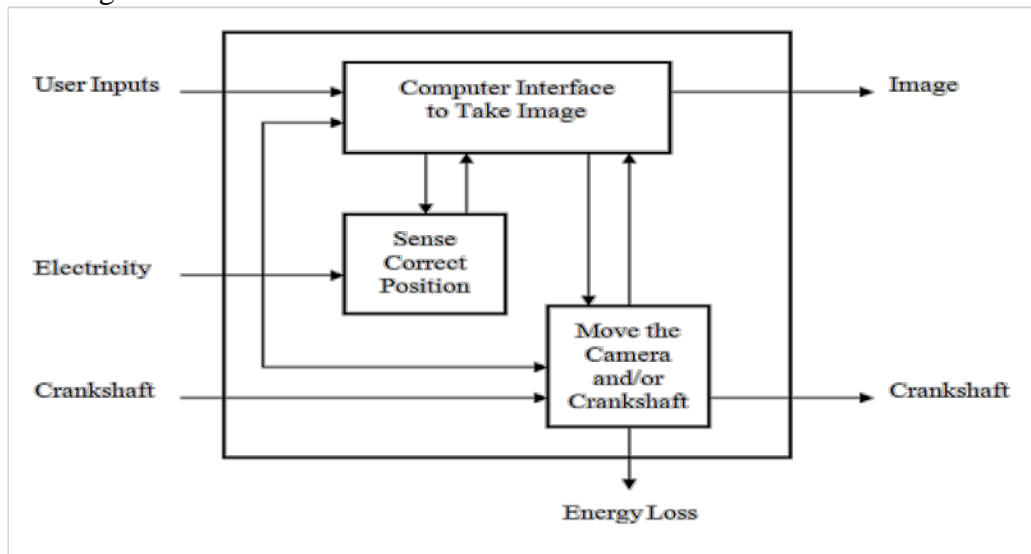 User Inputs
Computer Interface
to Take Image
Image
Electricity
Sense
Correct
Position
Crankshaft
Move the
Camera
and/or
Crankshaft
Crankshaft
Energy Loss